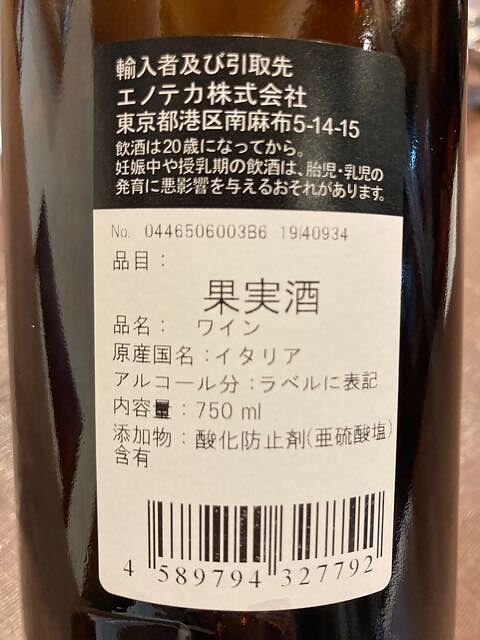 輸入者及び引取先
エノテカ株式会社
東京都港区南麻布5-14-15
飲酒は20歳になってから。
妊娠中や授乳期の飲酒は、胎児・乳児の
発育に悪影響を与えるおそれがあります。
No. 0446506003B6 19140934
品目：
果実酒
品名： ワイン
原産国名：イタリア
アルコール分：ラベルに表記
内容量：750 ml
添加物：酸化防止剤(亜硫酸塩)
含有
4 589794 327792